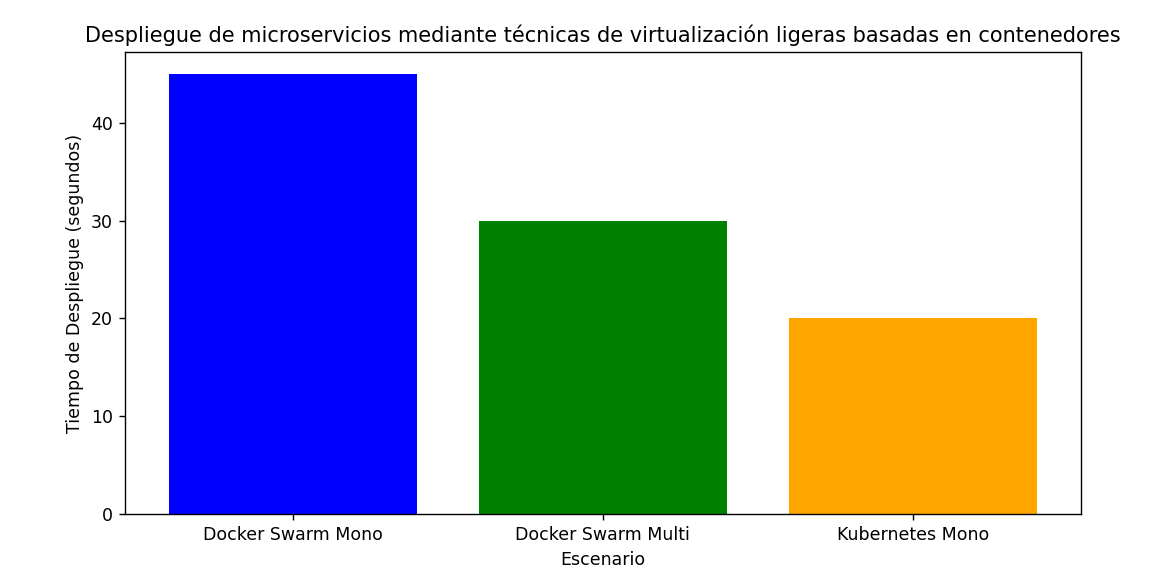 Despliegue de microservicios mediante técnicas de virtualización ligeras basadas en contenedores
Tiempo de Despliegue (segundos)
40
30
20
10
0
Docker Swarm Mono
Docker Swarm Multi
Kubernetes Mono
Escenario